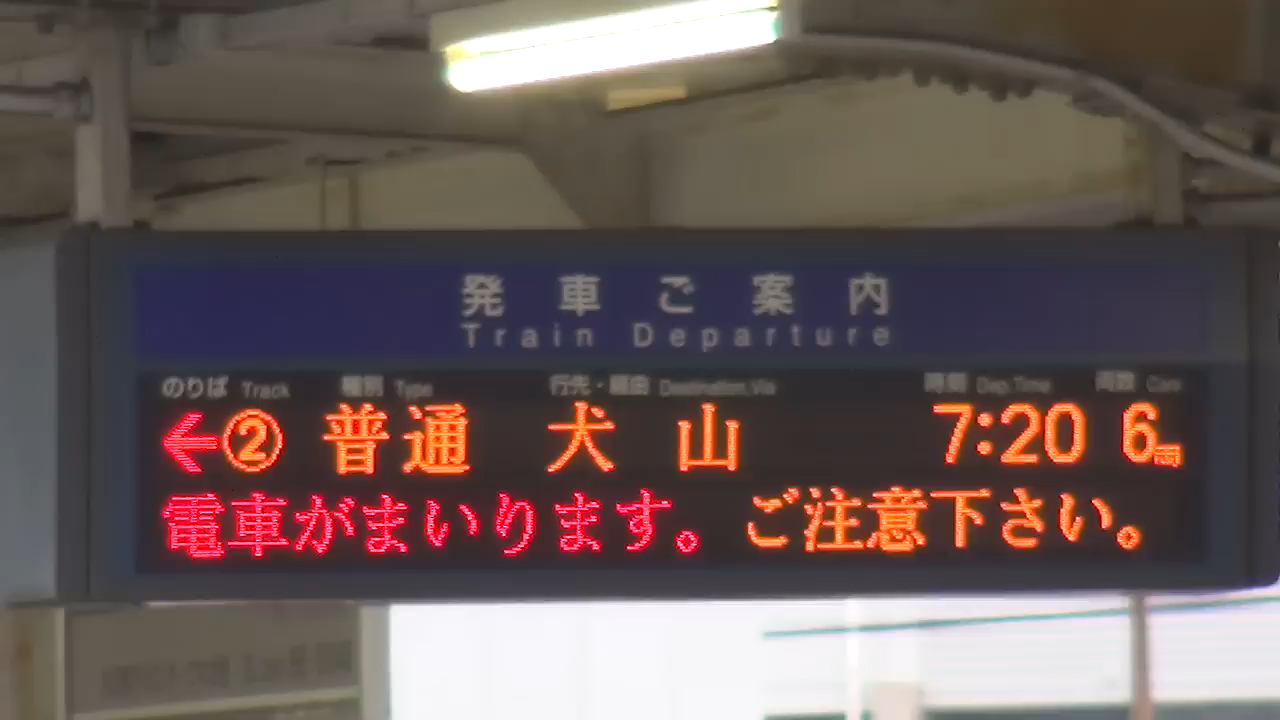 発車ご案内
Train Departure
のりば Track 種別 Type 行先・経由 Destination,Via 時刻 Dep.Time 両数 Cars
←② 普通 犬山 7:20 6両
電車がまいります。 ご注意下さい。